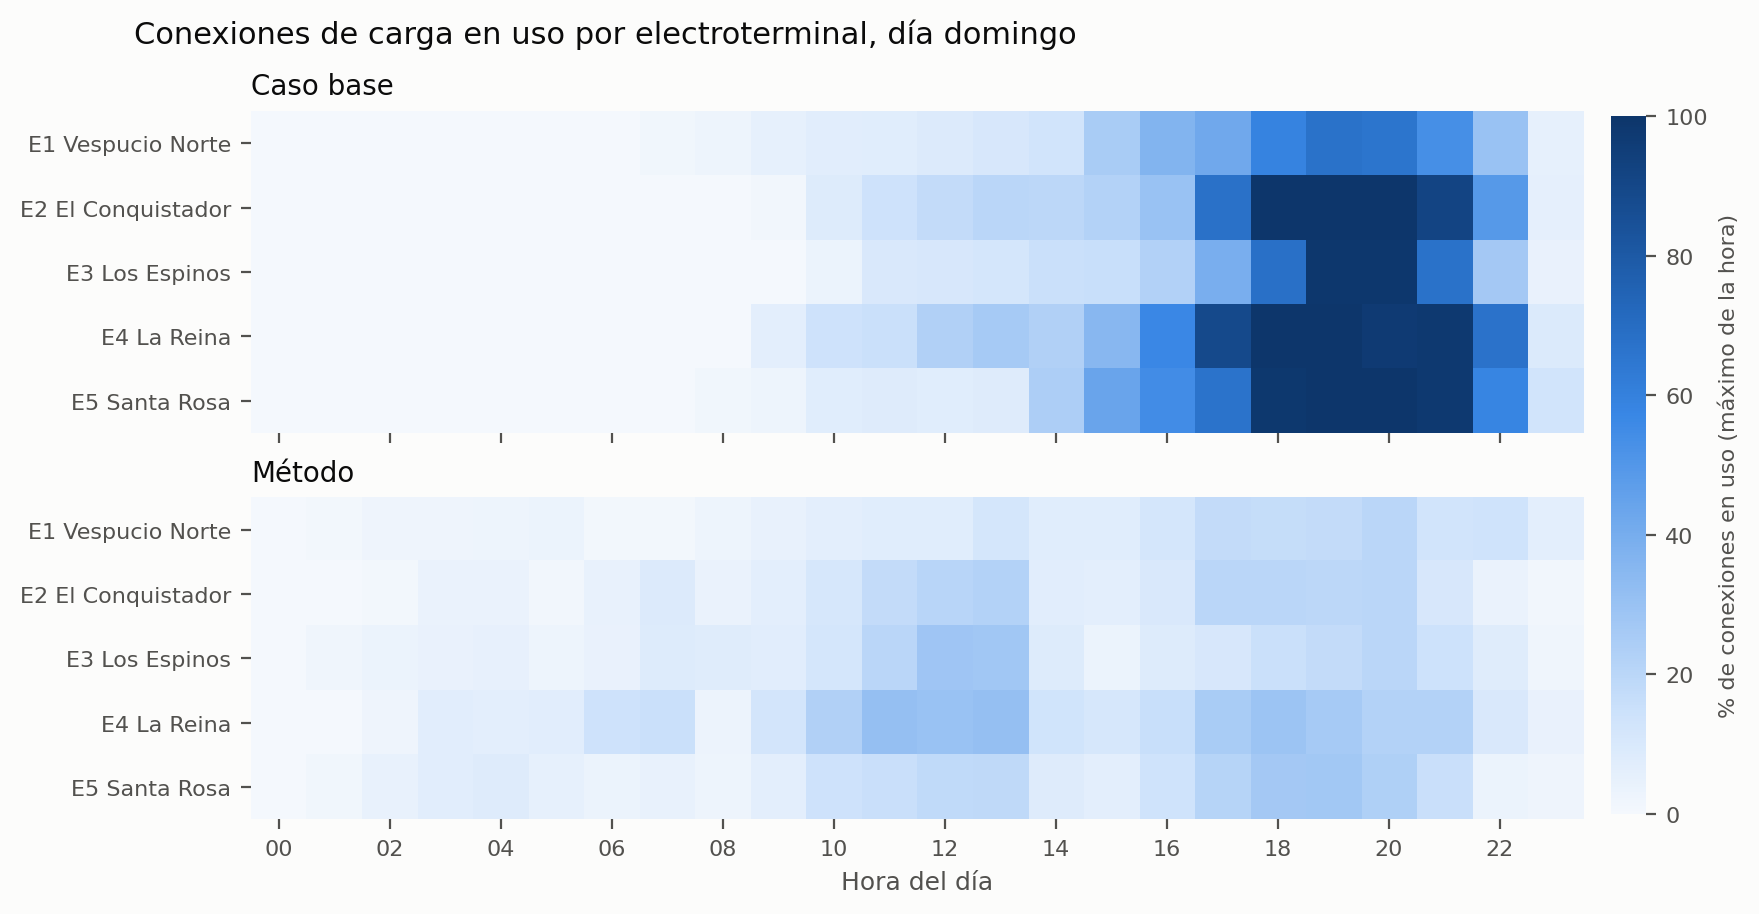 Conexiones de carga en uso por electroterminal, día domingo
Caso base
E1 Vespucio Norte
E2 El Conquistador
E3 Los Espinos
E4 La Reina
E5 Santa Rosa
Método
E1 Vespucio Norte
E2 El Conquistador
E3 Los Espinos
E4 La Reina
E5 Santa Rosa
00 02 04 06 08 10 12 14 16 18 20 22
Hora del día
100
80
60
40
20
0
% de conexiones en uso (máximo de la hora)